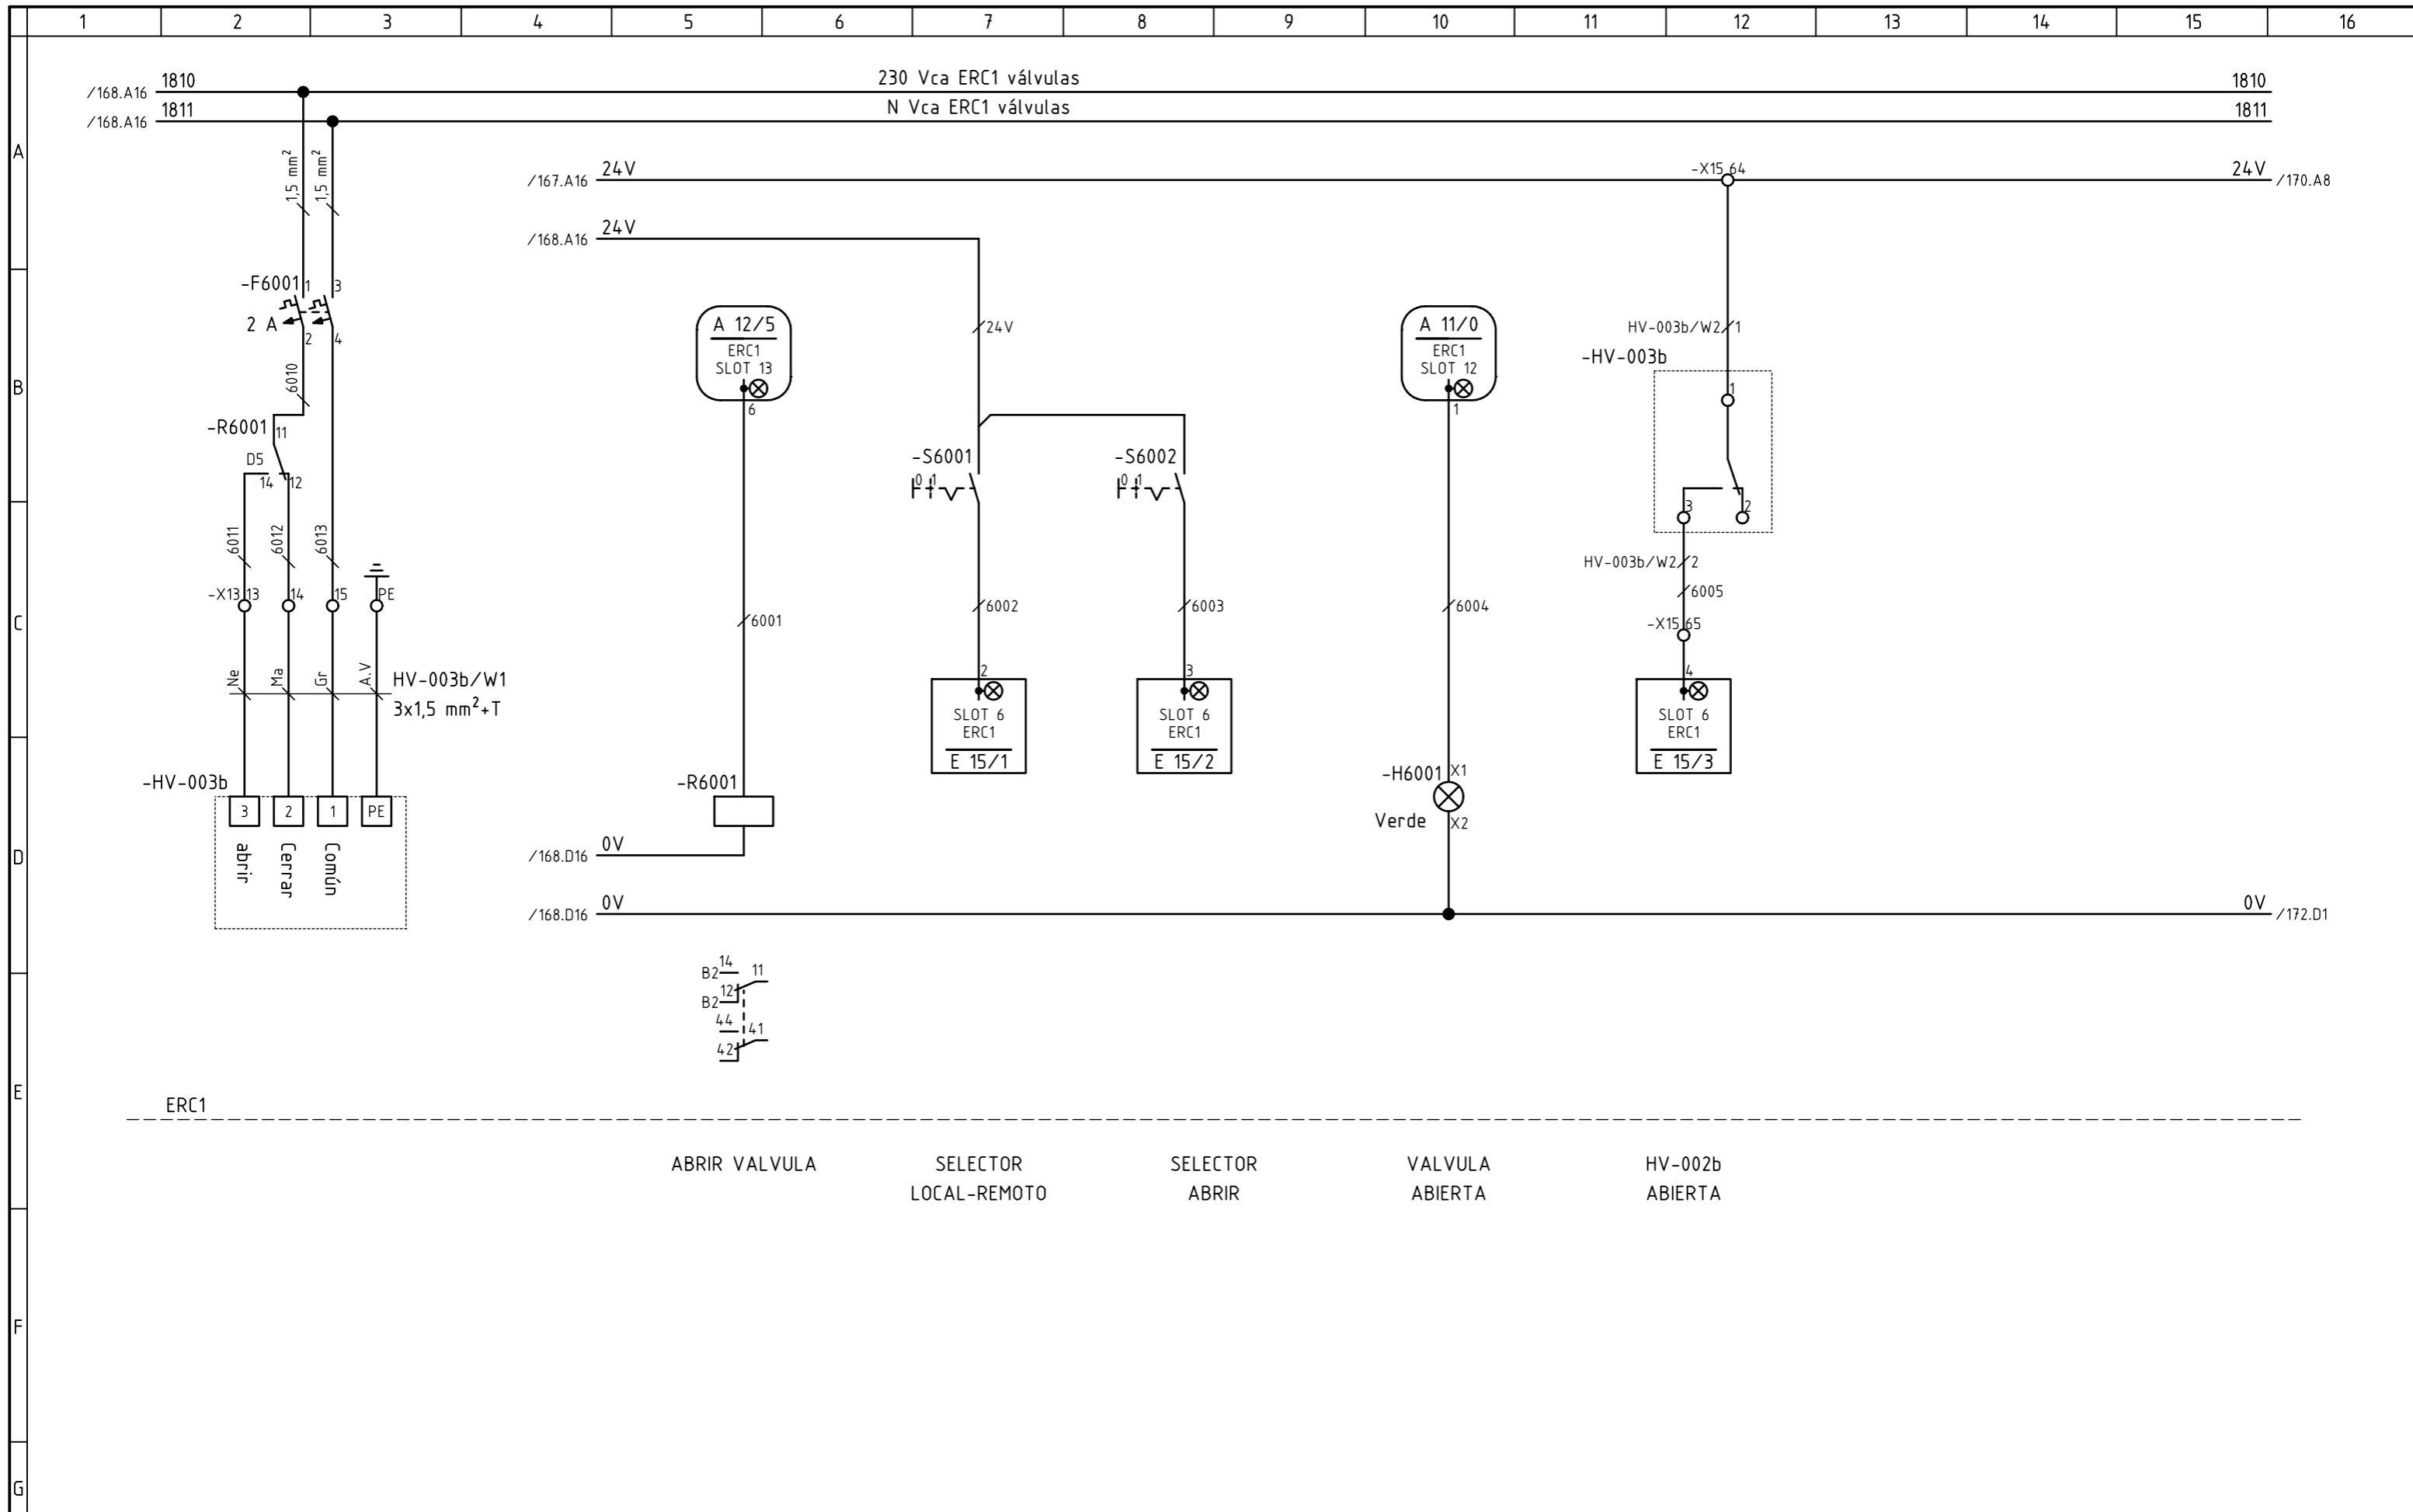 1 2 3 4 5 6 7 8 9 10 11 12 13 14 15 16
A
B
C
D
E
F
G
/168.A16 1810 230 Vca ERC1 válvulas 1810
/168.A16 1811 N Vca ERC1 válvulas 1811
1,5 mm² 1,5 mm²
/167.A16 24V -X15 64 24V /170.A8
/168.A16 24V
-F6001 1 3
2 A
2 4
6010
-R6001 11
D5
14 12
6011 6012 6013
-X13 13 14 15 PE
Ne Ma Gr A.V
HV-003b/W1
3x1,5 mm²+T
-HV-003b
3 2 1 PE
abrir
Cerrar
Común
A 12/5
ERC1
SLOT 13
6
6001
-R6001
/168.D16 0V
/168.D16 0V 0V /172.D1
24V
-S6001
0 1
6002
2
SLOT 6
ERC1
E 15/1
-S6002
0 1
6003
3
SLOT 6
ERC1
E 15/2
A 11/0
ERC1
SLOT 12
1
6004
-H6001 X1
Verde X2
HV-003b/W2 1
-HV-003b
1
3 2
HV-003b/W2 2
6005
-X15 65
4
SLOT 6
ERC1
E 15/3
14
B2 11
12
B2
44
41
42
ERC1
ABRIR VALVULA
SELECTOR
LOCAL-REMOTO
SELECTOR
ABRIR
VALVULA
ABIERTA
HV-002b
ABIERTA